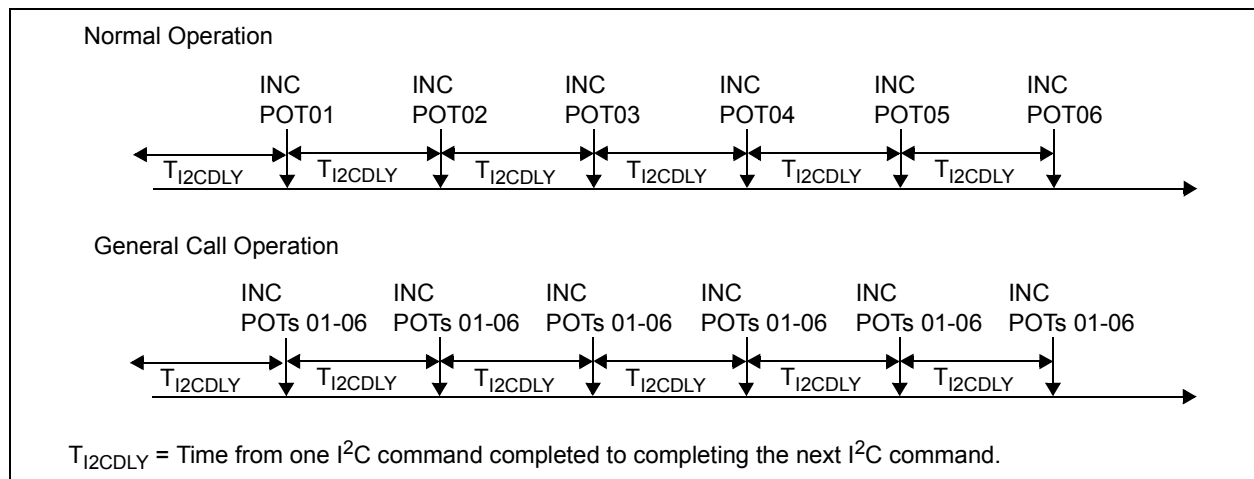 Normal Operation
INC INC INC INC INC INC
POT01 POT02 POT03 POT04 POT05 POT06
TI2CDLY TI2CDLY TI2CDLY TI2CDLY TI2CDLY TI2CDLY
General Call Operation
INC INC INC INC INC INC
POTs 01-06 POTs 01-06 POTs 01-06 POTs 01-06 POTs 01-06 POTs 01-06
TI2CDLY TI2CDLY TI2CDLY TI2CDLY TI2CDLY TI2CDLY
TI2CDLY = Time from one I²C command completed to completing the next I²C command.